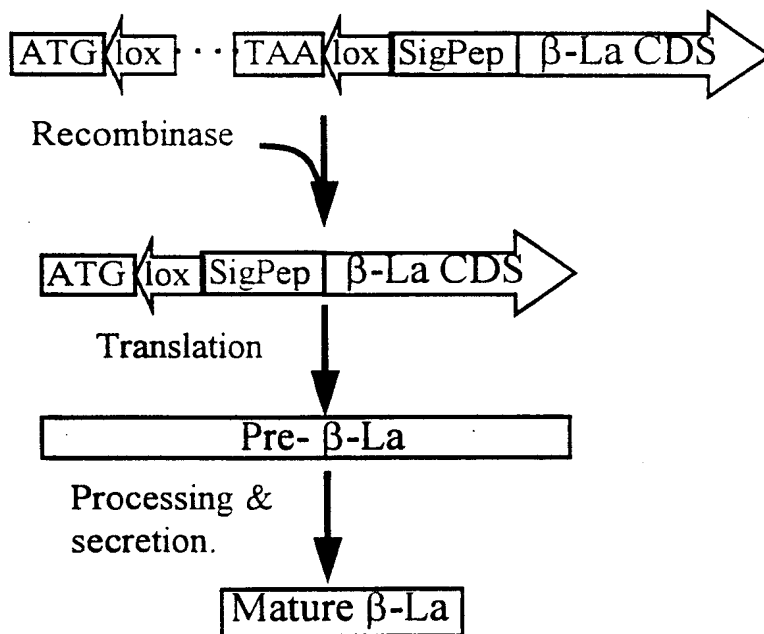 ATG lox ··· TAA lox SigPep β-La CDS
Recombinase
ATG lox SigPep β-La CDS
Translation
Pre- β-La
Processing &
secretion.
Mature β-La